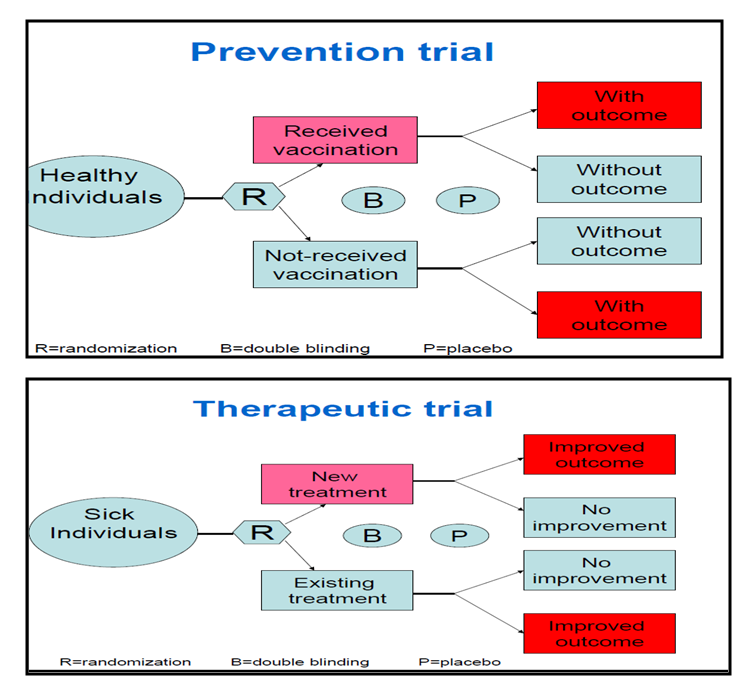 Prevention trial
Healthy
individuals
R
Received
vaccination
B
P
Not-received
vaccination
With
outcome
Without
outcome
Without
outcome
With
outcome
R=randomization B=double blinding P=placebo
Therapeutic trial
Sick
Individuals
R
New
treatment
B
P
Existing
treatment
Improved
outcome
No
improvement
No
improvement
Improved
outcome
R=randomization B=double blinding P=placebo